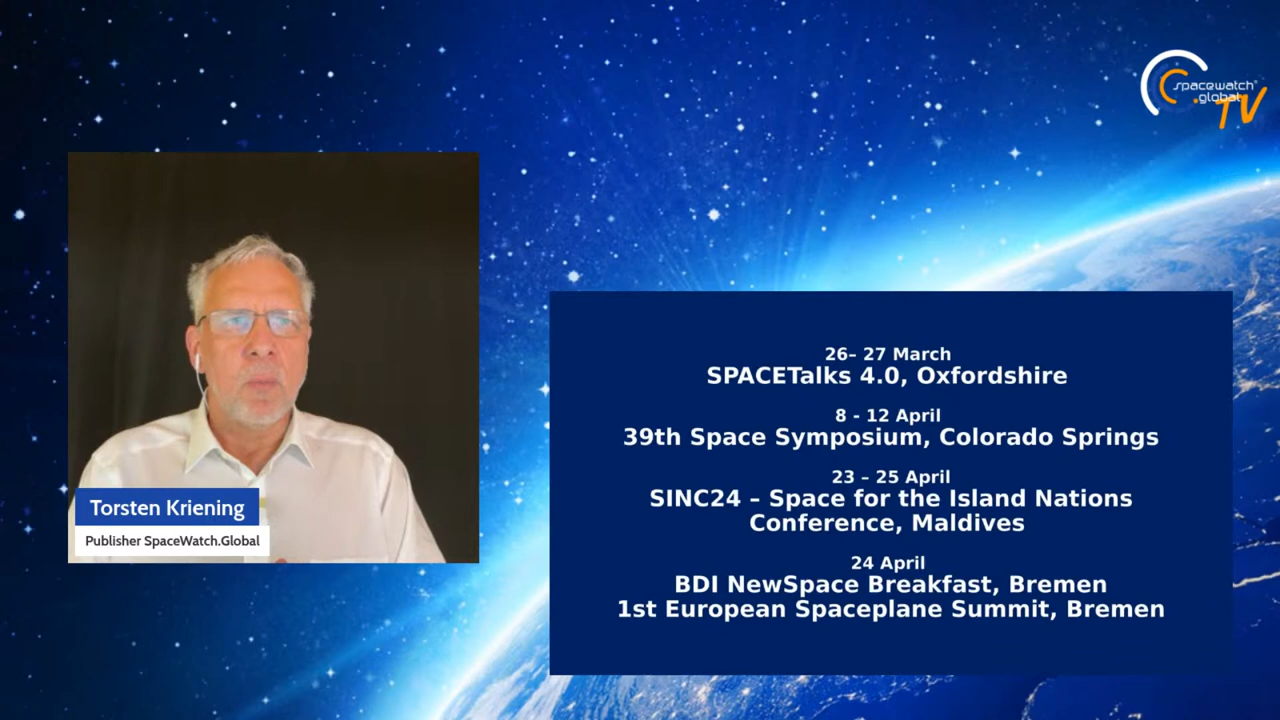 spacewatch
global
TV
Torsten Kriening
Publisher SpaceWatch.Global
26– 27 March
SPACETalks 4.0, Oxfordshire
8 - 12 April
39th Space Symposium, Colorado Springs
23 – 25 April
SINC24 – Space for the Island Nations
Conference, Maldives
24 April
BDI NewSpace Breakfast, Bremen
1st European Spaceplane Summit, Bremen